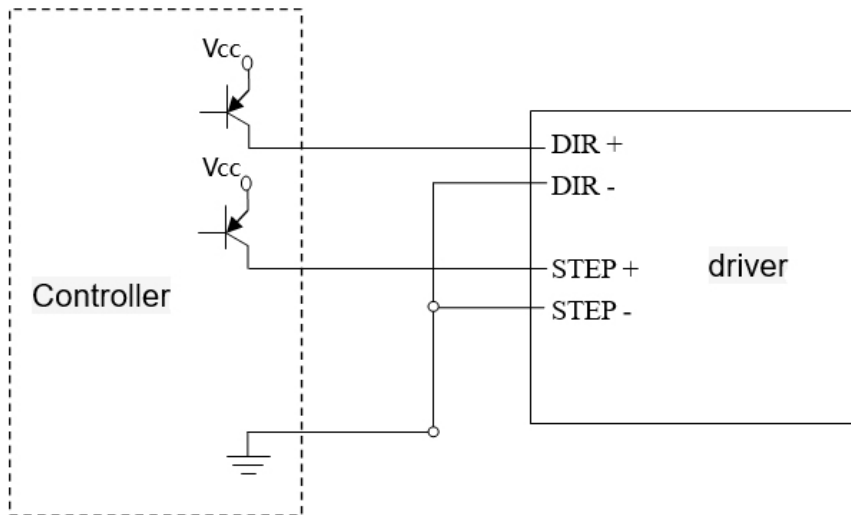 Vcc
DIR +
Vcc
DIR -
STEP +
driver
Controller
STEP -